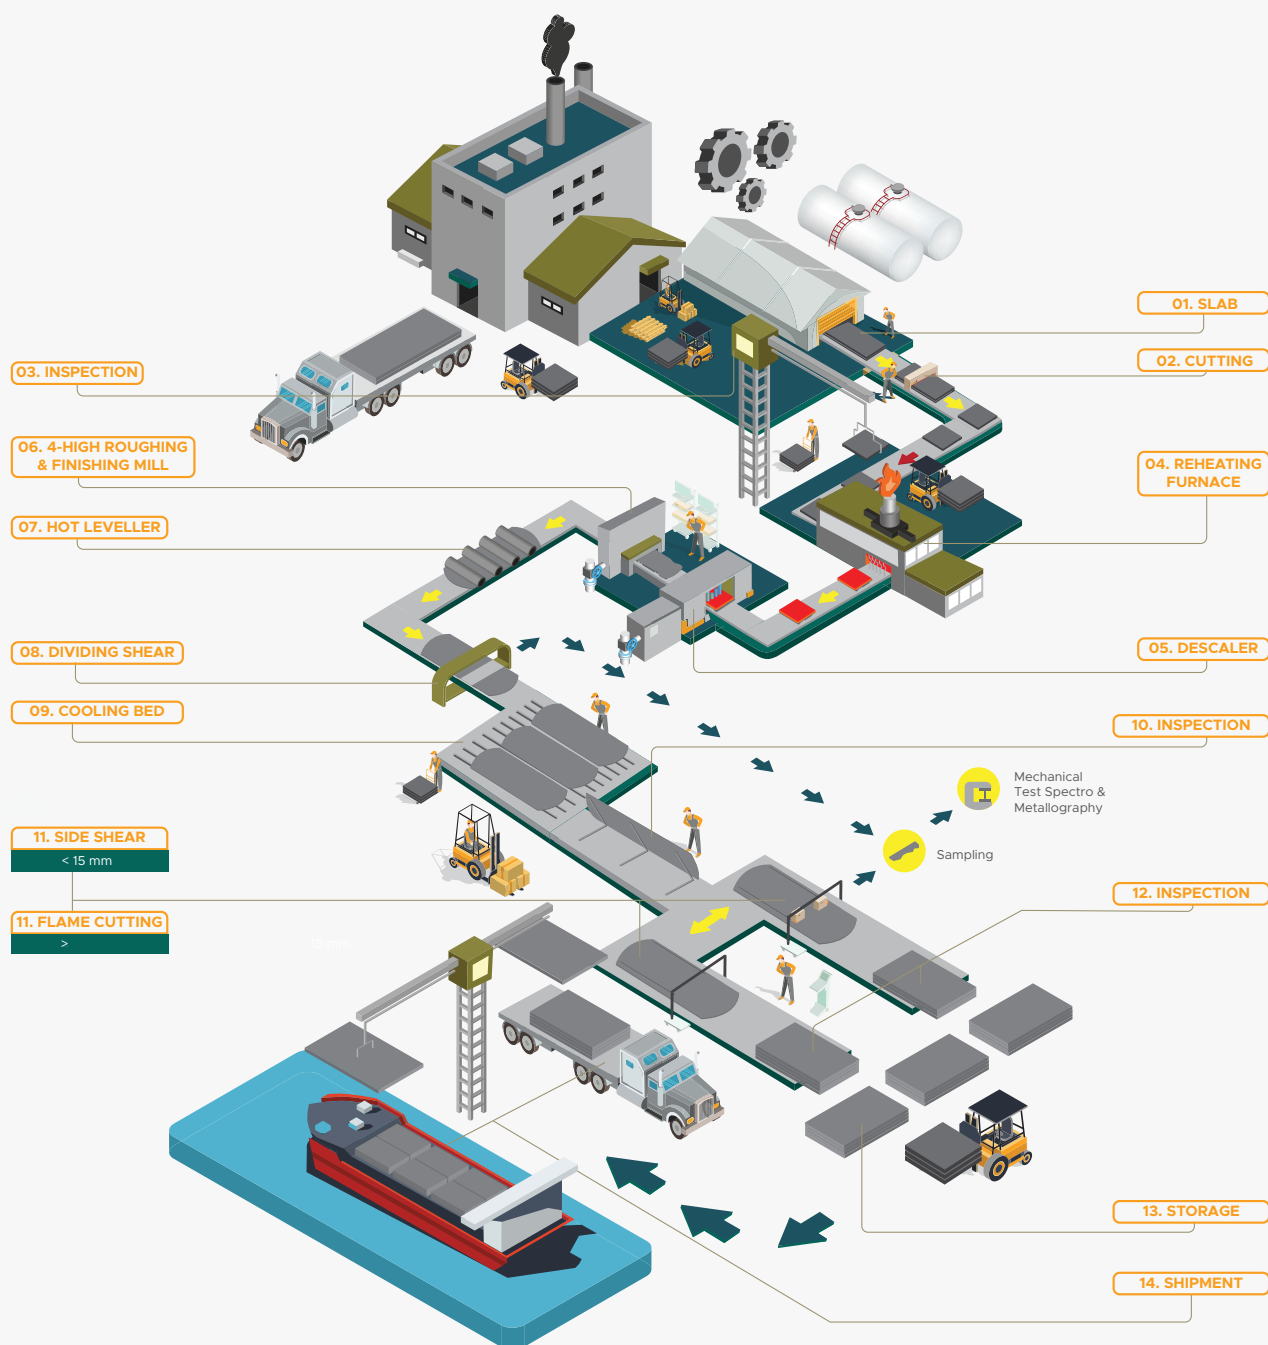 01. SLAB
02. CUTTING
03. INSPECTION
06. 4-HIGH ROUGHING
& FINISHING MILL
04. REHEATING
FURNACE
07. HOT LEVELLER
08. DIVIDING SHEAR
05. DESCALER
09. COOLING BED
10. INSPECTION
Mechanical
Test Spectro &
Metallography
11. SIDE SHEAR
< 15 mm
Sampling
12. INSPECTION
11. FLAME CUTTING
> 15 mm
13. STORAGE
14. SHIPMENT